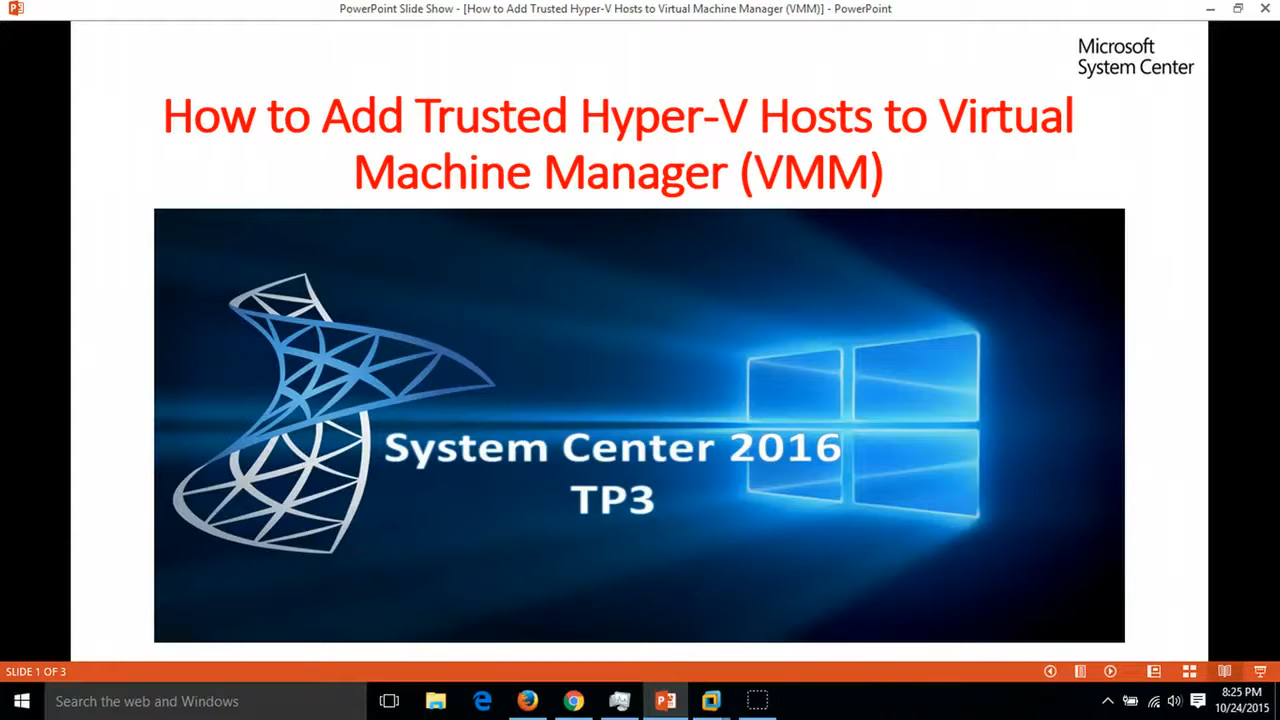 PowerPoint Slide Show - [How to Add Trusted Hyper-V Hosts to Virtual Machine Manager (VMM)] - PowerPoint
Microsoft
System Center
How to Add Trusted Hyper-V Hosts to Virtual
Machine Manager (VMM)
System Center 2016
TP3
SLIDE 1 OF 3
Search the web and Windows
8:25 PM
10/24/2015